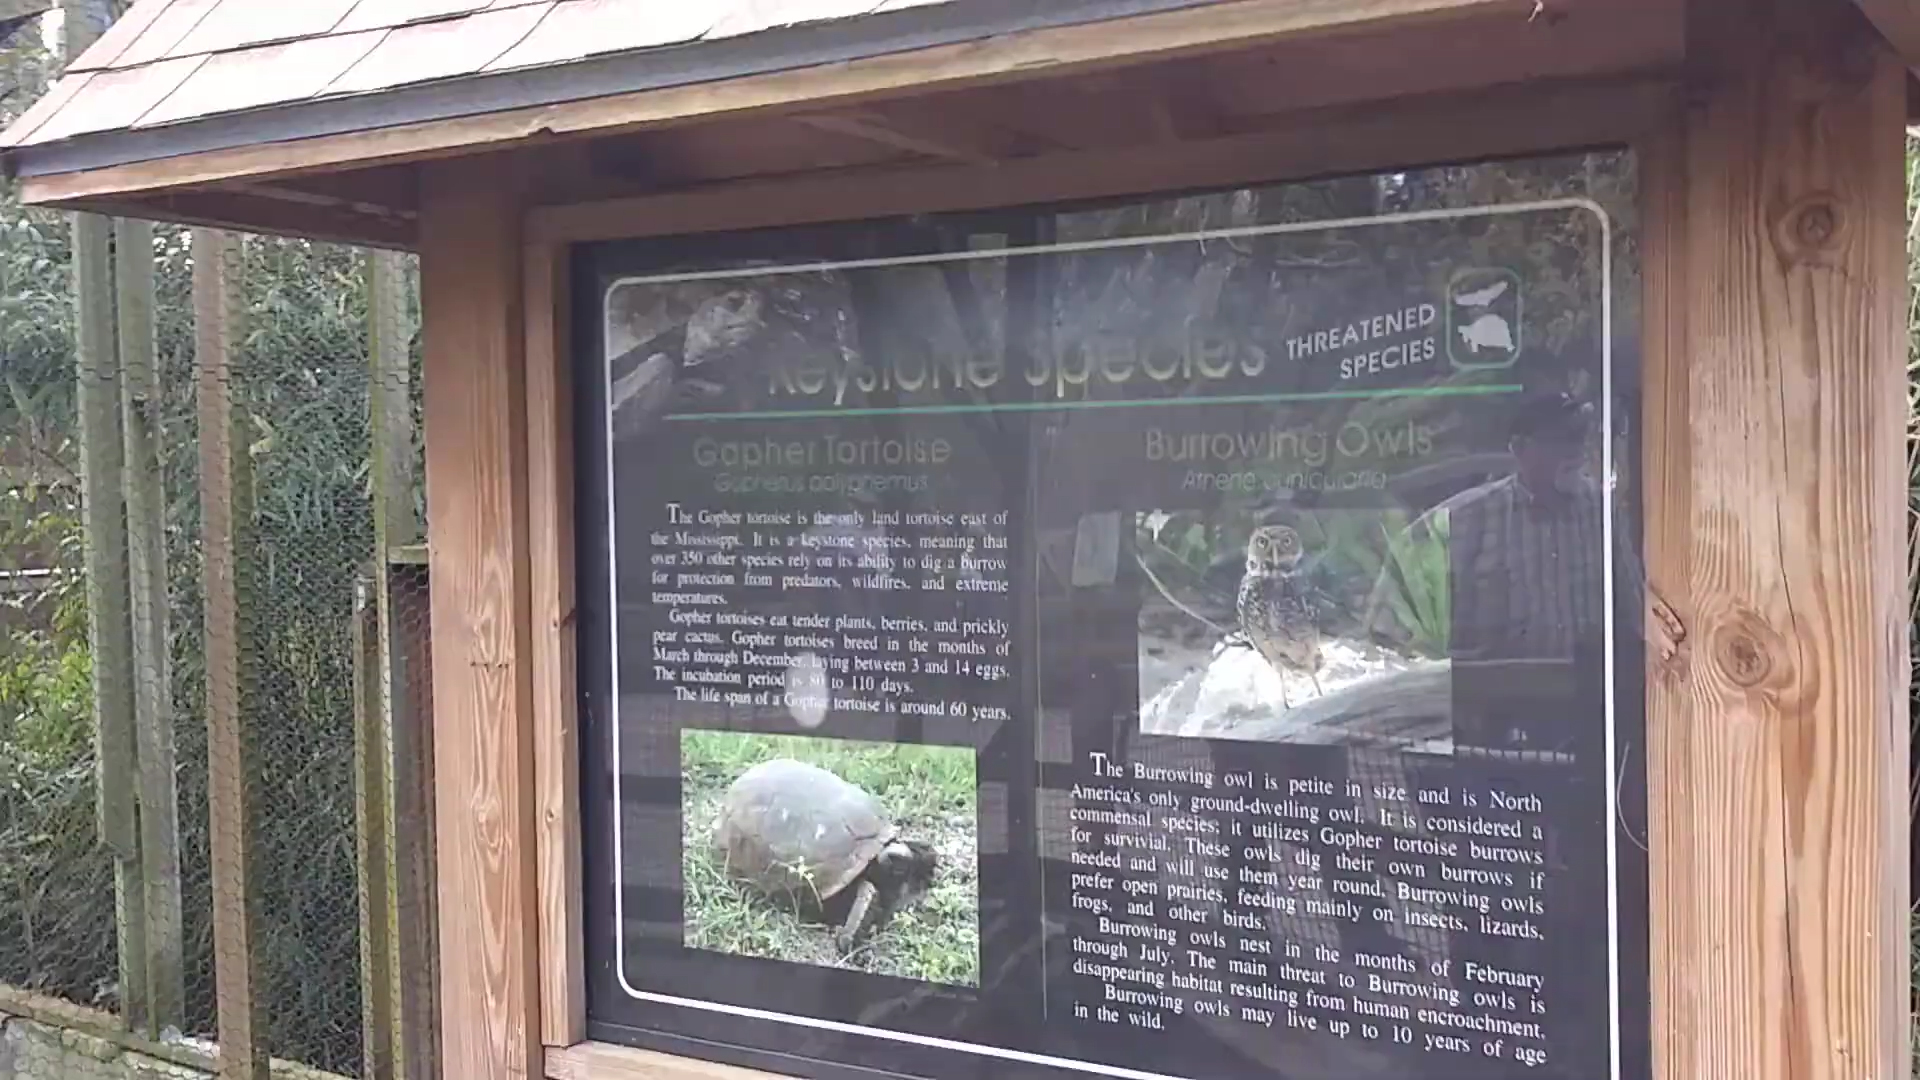 Keystone Species
THREATENED
SPECIES
Gopher Tortoise
Gopherus polyphemus
The Gopher tortoise is the only land tortoise east of
the Mississippi. It is a keystone species, meaning that
over 350 other species rely on its ability to dig a burrow
for protection from predators, wildfires, and extreme
temperatures.
Gopher tortoises eat tender plants, berries, and prickly
pear cactus. Gopher tortoises breed in the months of
March through December, laying between 3 and 14 eggs.
The incubation period is 80 to 110 days.
The life span of a Gopher tortoise is around 60 years.
Burrowing Owls
Athene cunicularia
The Burrowing owl is petite in size and is North
America's only ground-dwelling owl. It is considered a
commensal species; it utilizes Gopher tortoise burrows
for survivial. These owls dig their own burrows if
needed and will use them year round. Burrowing owls
prefer open prairies, feeding mainly on insects, lizards,
frogs, and other birds.
Burrowing owls nest in the months of February
through July. The main threat to Burrowing owls is
disappearing habitat resulting from human encroachment.
Burrowing owls may live up to 10 years of age
in the wild.